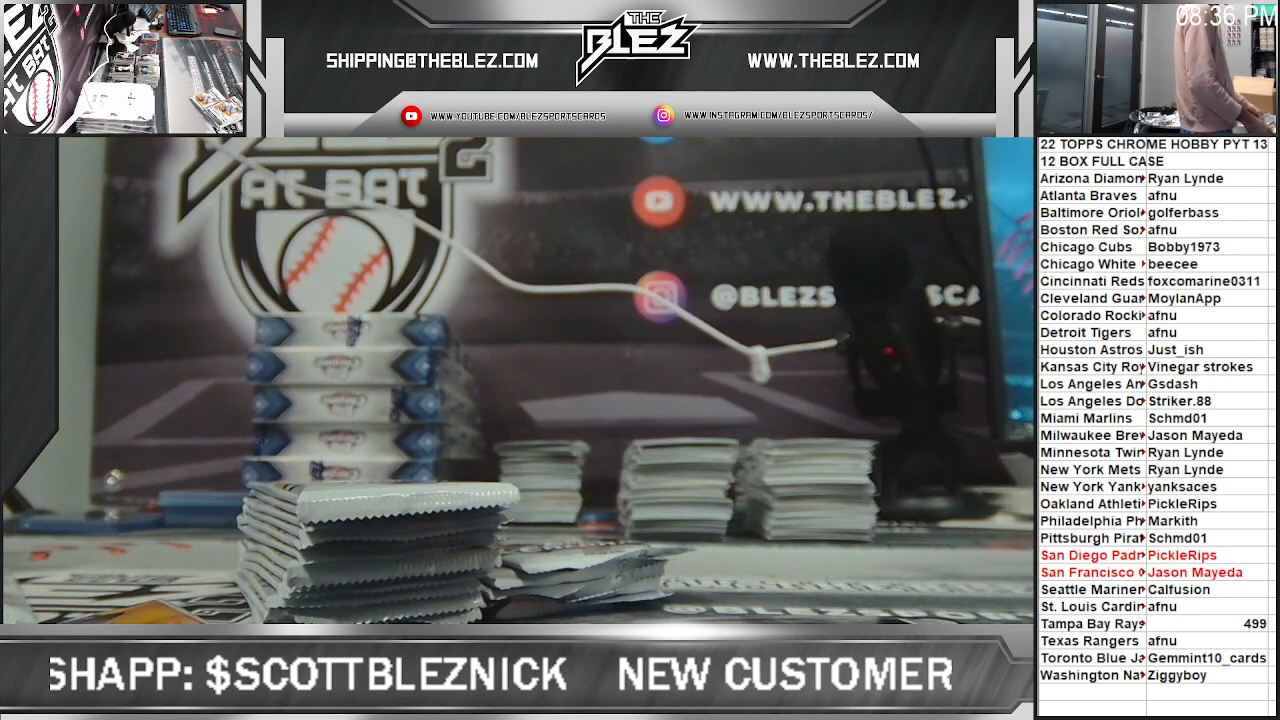 THE
BLEZ
SHIPPING@THEBLEZ.COM
WWW.THEBLEZ.COM
WWW.YOUTUBE.COM/BLEZSPORTSCARDS
WWW.INSTAGRAM.COM/BLEZSPORTSCARDS/
08:36 PM
AT BAT
WWW.THEBLEZ.
@BLEZS
SCA
22 TOPPS CHROME HOBBY PYT 13
12 BOX FULL CASE
Arizona Diamon Ryan Lynde
Atlanta Braves afnu
Baltimore Oriol golferbass
Boston Red So afnu
Chicago Cubs Bobby1973
Chicago White beecee
Cincinnati Reds foxcomarine0311
Cleveland Guar MoylanApp
Colorado Rocki afnu
Detroit Tigers afnu
Houston Astros Just_ish
Kansas City Ro Vinegar strokes
Los Angeles An Gsdash
Los Angeles Do Striker.88
Miami Marlins Schmd01
Milwaukee Brew Jason Mayeda
Minnesota Twin Ryan Lynde
New York Mets Ryan Lynde
New York Yank yanksaces
Oakland Athleti PickleRips
Philadelphia Ph Markith
Pittsburgh Pirat Schmd01
San Diego Padr PickleRips
San Francisco Jason Mayeda
Seattle Mariner Calfusion
St. Louis Cardin afnu
Tampa Bay Rays 499
Texas Rangers afnu
Toronto Blue Ja Gemmint10_cards
Washington Na Ziggyboy
SHAPP: $SCOTTBLEZNICK NEW CUSTOMER